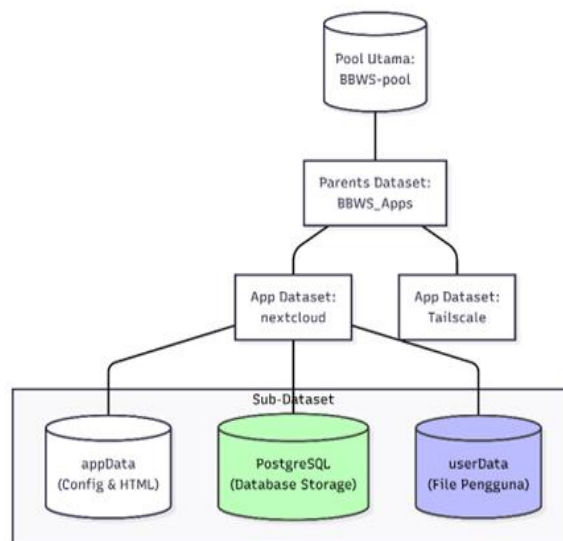 Pool Utama:
BBWS-pool
Parents Dataset:
BBWS_Apps
App Dataset:
nextcloud
App Dataset:
Tailscale
Sub-Dataset
appData
(Config & HTML)
PostgreSQL
(Database Storage)
userData
(File Pengguna)